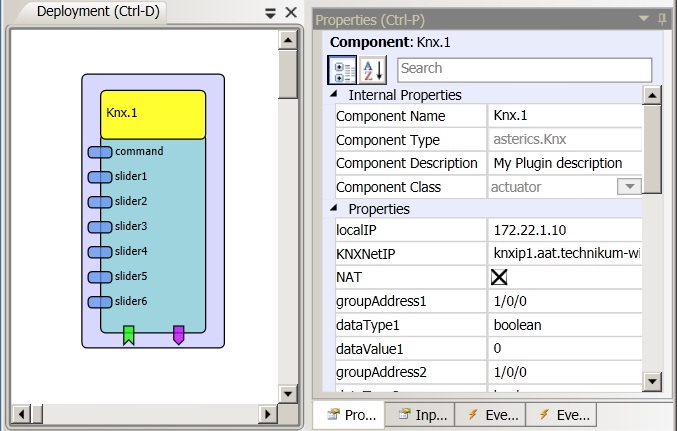 Deployment (Ctrl-D)
Knx.1
command
slider1
slider2
slider3
slider4
slider5
slider6
Properties (Ctrl-P)
Component: Knx.1
A
Z
Search
Internal Properties
Component Name Knx.1
Component Type asterics.Knx
Component Description My Plugin description
Component Class actuator
Properties
localIP 172.22.1.10
KNXNetIP knxip1.aat.technikum-wi
NAT
groupAddress1 1/0/0
dataType1 boolean
dataValue1 0
groupAddress2 1/0/0
Pro... Inp... Eve... Eve...